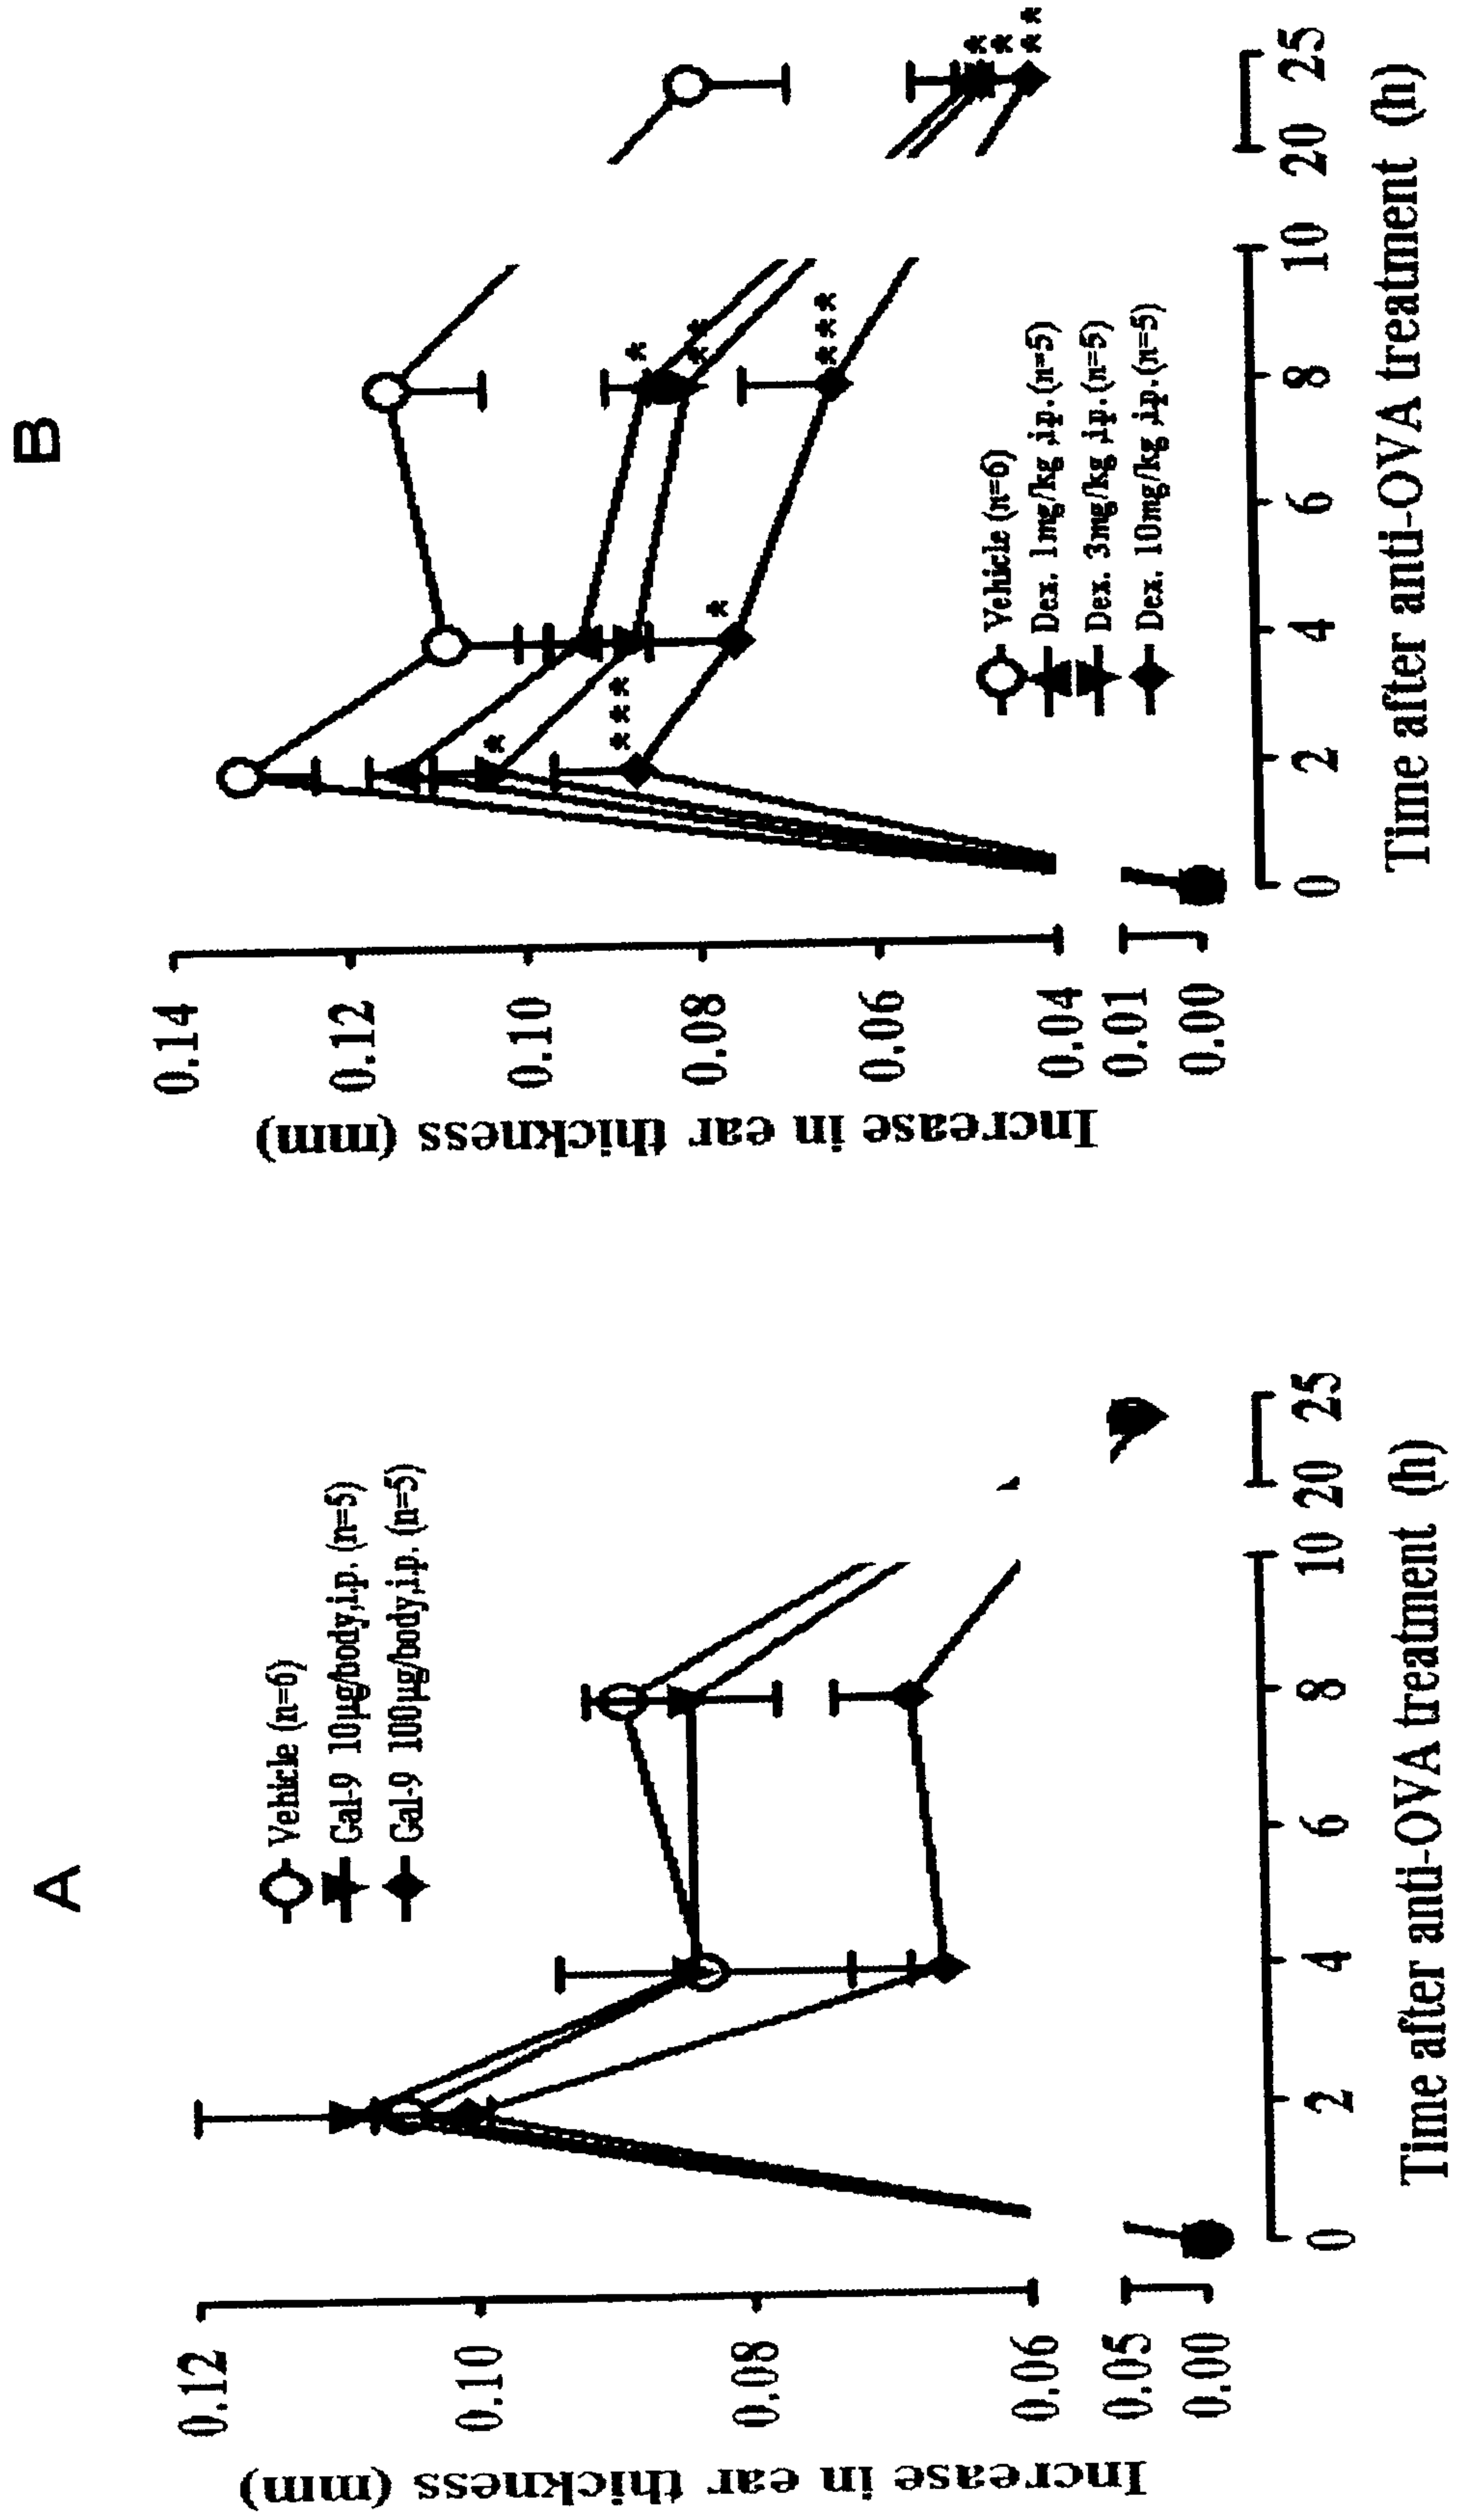 A
Increase in ear thickness (mm)
0.12
0.10
0.08
0.06
0.05
0.00
Vehicle (n=6)
Gal-9 10μg/body i.p. (n=5)
Gal-9 100μg/body i.p. (n=5)
0 2 4 6 8 10 20 25
Time after anti-OVA treatment (h)
B
Increase in ear thickness (mm)
0.14
0.12
0.10
0.08
0.06
0.04
0.01
0.00
*
***
*
*
**
***
**
**
**
Vehicle (n=6)
Dex. 1mg/kg i.p. (n=5)
Dex. 3mg/kg i.p. (n=5)
Dex. 10mg/kg i.p. (n=5)
0 2 4 6 8 10 20 25
Time after anti-OVA treatment (h)